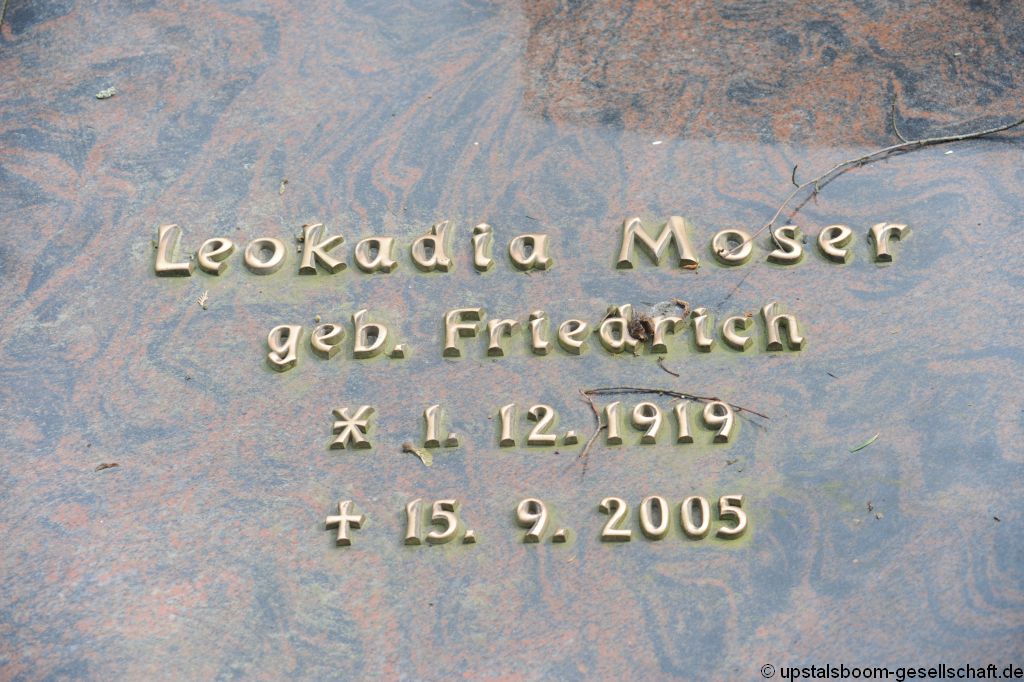 Leokadia Moser
geb. Friedrich
* 1. 12. 1919
† 15. 9. 2005
© upstalsboom-gesellschaft.de